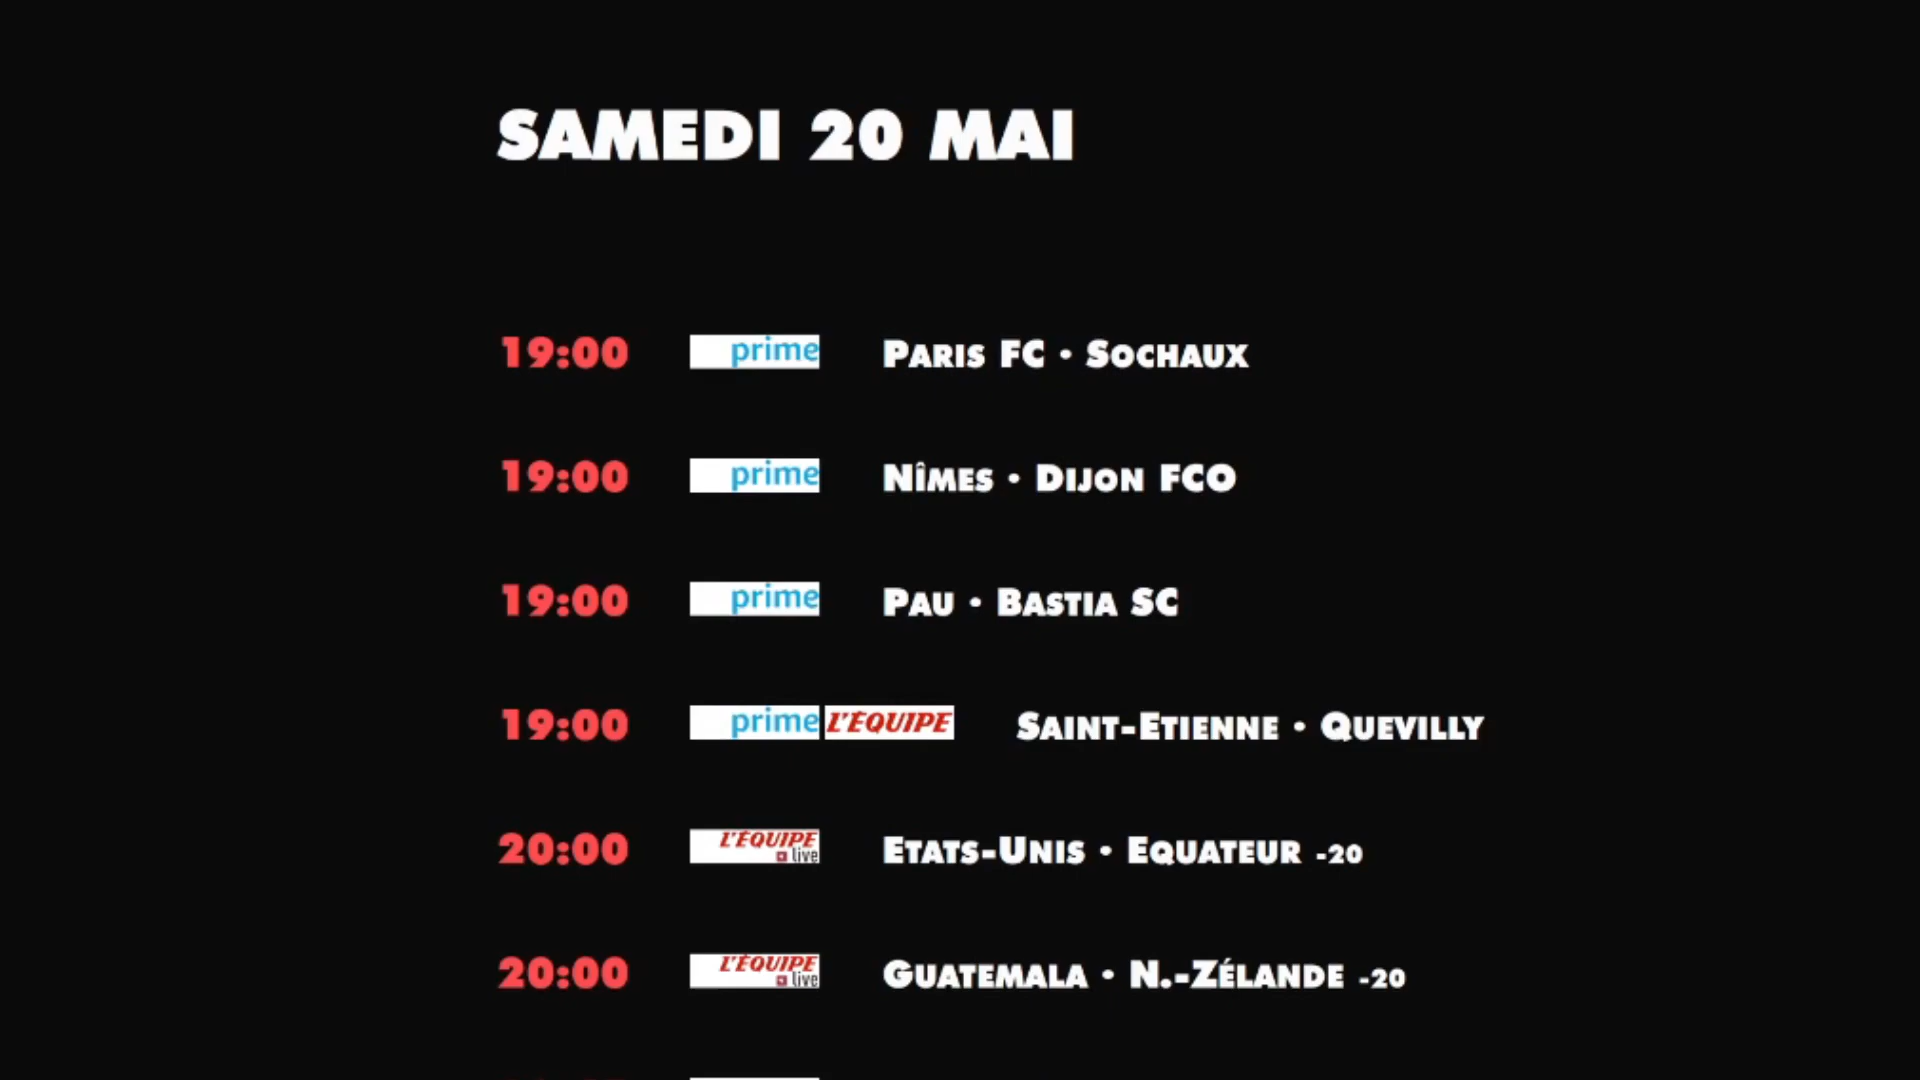 SAMEDI 20 MAI
19:00 prime PARIS FC • SOCHAUX
19:00 prime NÎMES • DIJON FCO
19:00 prime PAU • BASTIA SC
19:00 prime L'ÉQUIPE SAINT-ETIENNE • QUEVILLY
20:00 L'ÉQUIPE live ETATS-UNIS • EQUATEUR -20
20:00 L'ÉQUIPE live GUATEMALA • N.-ZÉLANDE -20